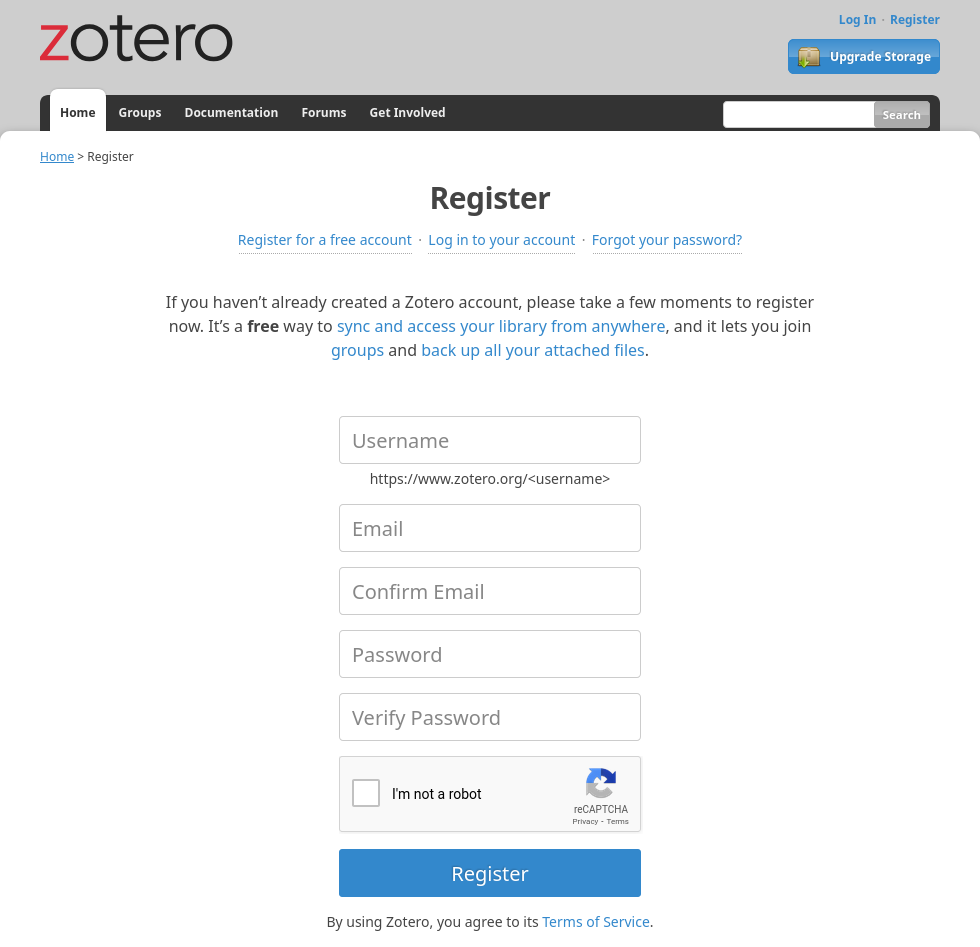 zotero
Log In · Register
Upgrade Storage
Home Groups Documentation Forums Get Involved Search
Home > Register
Register
Register for a free account · Log in to your account · Forgot your password?
If you haven’t already created a Zotero account, please take a few moments to register
now. It’s a free way to sync and access your library from anywhere, and it lets you join
groups and back up all your attached files.
Username
https://www.zotero.org/<username>
Email
Confirm Email
Password
Verify Password
I'm not a robot
reCAPTCHA
Privacy - Terms
Register
By using Zotero, you agree to its Terms of Service.